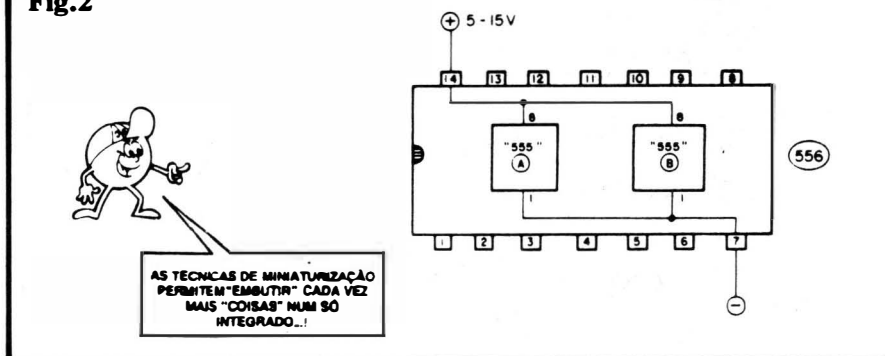 Fig.2
+ 5-15V
14 13 12 11 10 9 8
8 8
"555" "555"
A B
556
1 1
1 2 3 4 5 6 7
-
AS TÉCNICAS DE MINIATURIZAÇÃO
PERMITEM "EMBUTIR" CADA VEZ
MAIS "COISAS" NUM SÓ
INTEGRADO...!